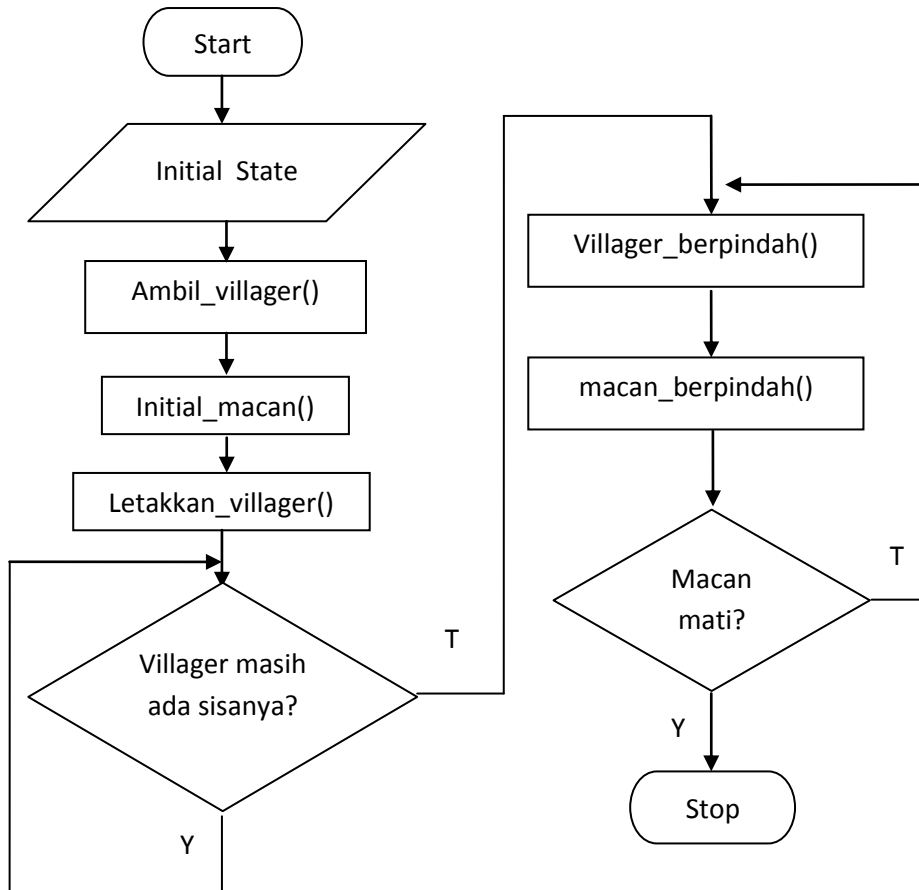 Start
Initial State
Ambil_villager()
Initial_macan()
Letakkan_villager()
Villager masih
ada sisanya?
T
Y
Villager_berpindah()
macan_berpindah()
Macan
mati?
T
Y
Stop